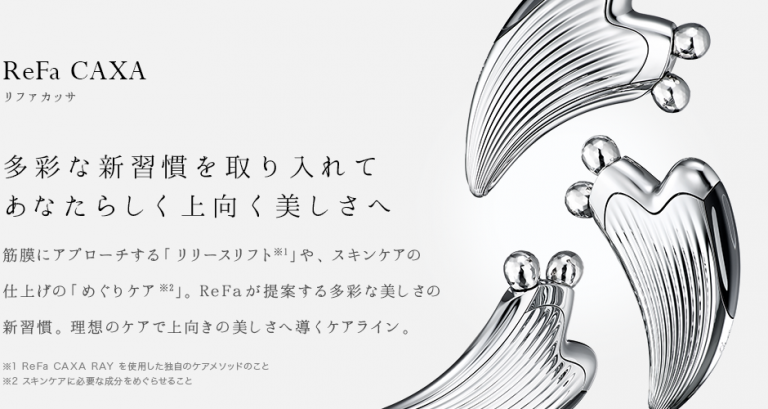 ReFa CAXA
リファカッサ
多彩な新習慣を取り入れて
あなたらしく上向く美しさへ
筋膜にアプローチする「リリースリフト※1」や、スキンケアの
仕上げの「めぐりケア※2」。ReFaが提案する多彩な美しさの
新習慣。理想のケアで上向きの美しさへ導くケアライン。
※1 ReFa CAXA RAY を使用した独自のケアメソッドのこと
※2 スキンケアに必要な成分をめぐらせること